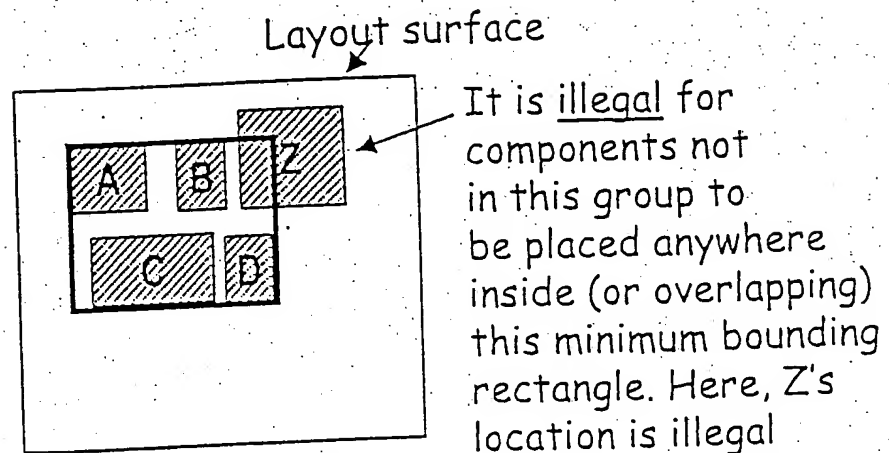 Layout surface
It is illegal for
components not
in this group to
be placed anywhere
inside (or overlapping)
this minimum bounding
rectangle. Here, Z's
location is illegal
A
B
Z
C
D